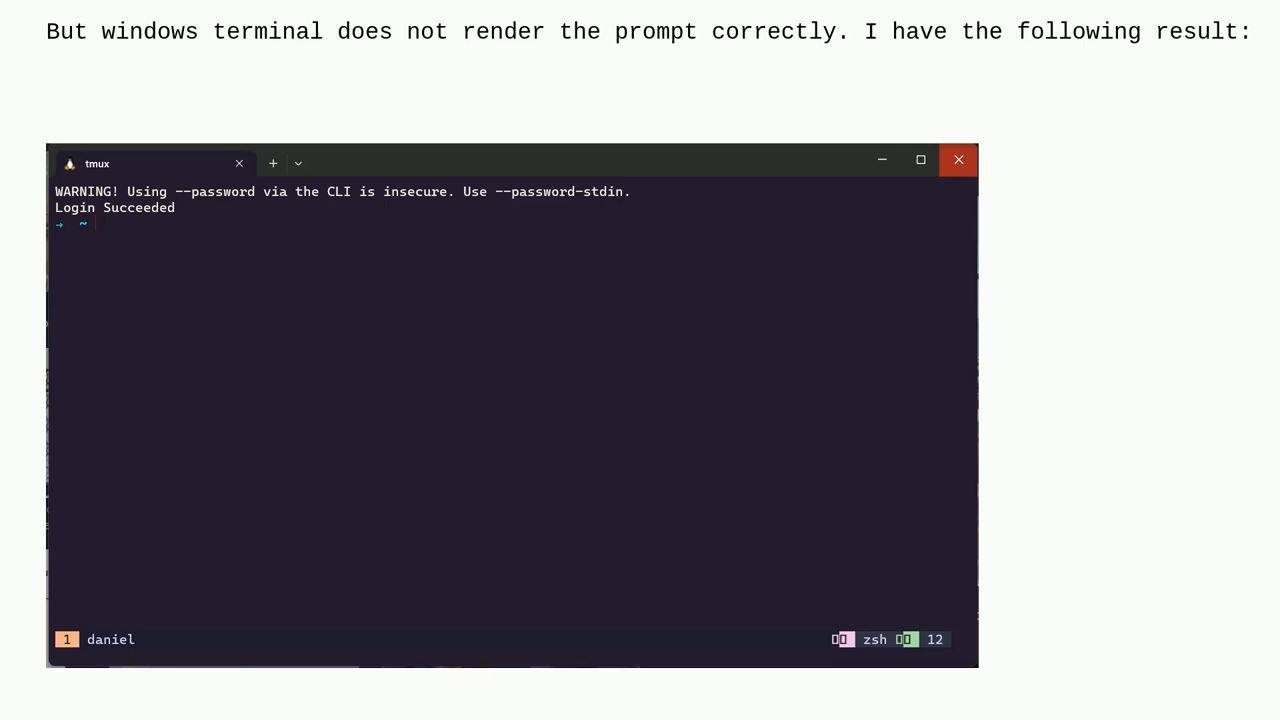 But windows terminal does not render the prompt correctly. I have the following result:
tmux
WARNING! Using --password via the CLI is insecure. Use --password-stdin.
Login Succeeded
→ ~
1 daniel
zsh 12